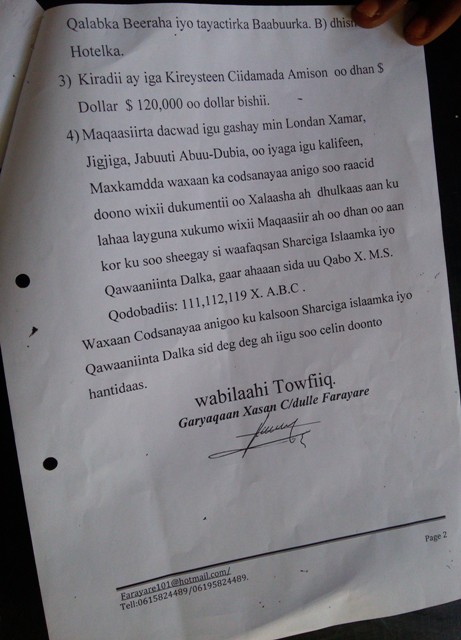 Qalabka Beeraha iyo tayactirka Baabuurka. B)
Hotelka.
3) Kiradii ay iga Kireysteen Ciidamada Amison oo dhan $
Dollar $ 120,000 oo dollar bishii.
4) Maqaasiirta dacwad igu gashay min Londan Xamar,
Jigjiga, Jabuuti Abuu-Dubia, oo iyaga igu kalifeen,
Maxkamdda waxaan ka codsanayaa anigo soo raacid
doono wixii dukumentii oo Xalaasha ah dhulkaas aan ku
lahaa layguna xukumo wixii Maqaasiir ah oo dhan oo aan
kor ku soo sheegay si waafaqsan Sharciga Islaamka iyo
Qawaaniinta Dalka, gaar ahaaan sida uu Qabo X. M.S.
Qodobadiis: 111,112,119 X. A.B.C .
Waxaan Codsanayaa anigoo ku kalsoon Sharciga islaamka iyo
Qawaaniinta Dalka sid deg deg ah iigu soo celin doonto
hantidaas.
wabilaahi Towfiiq.
Garyaqaan Xasan C/dulle Farayare
Page 2
Farayare101@hotmail.com/
Tell:0615824489/06195824489.